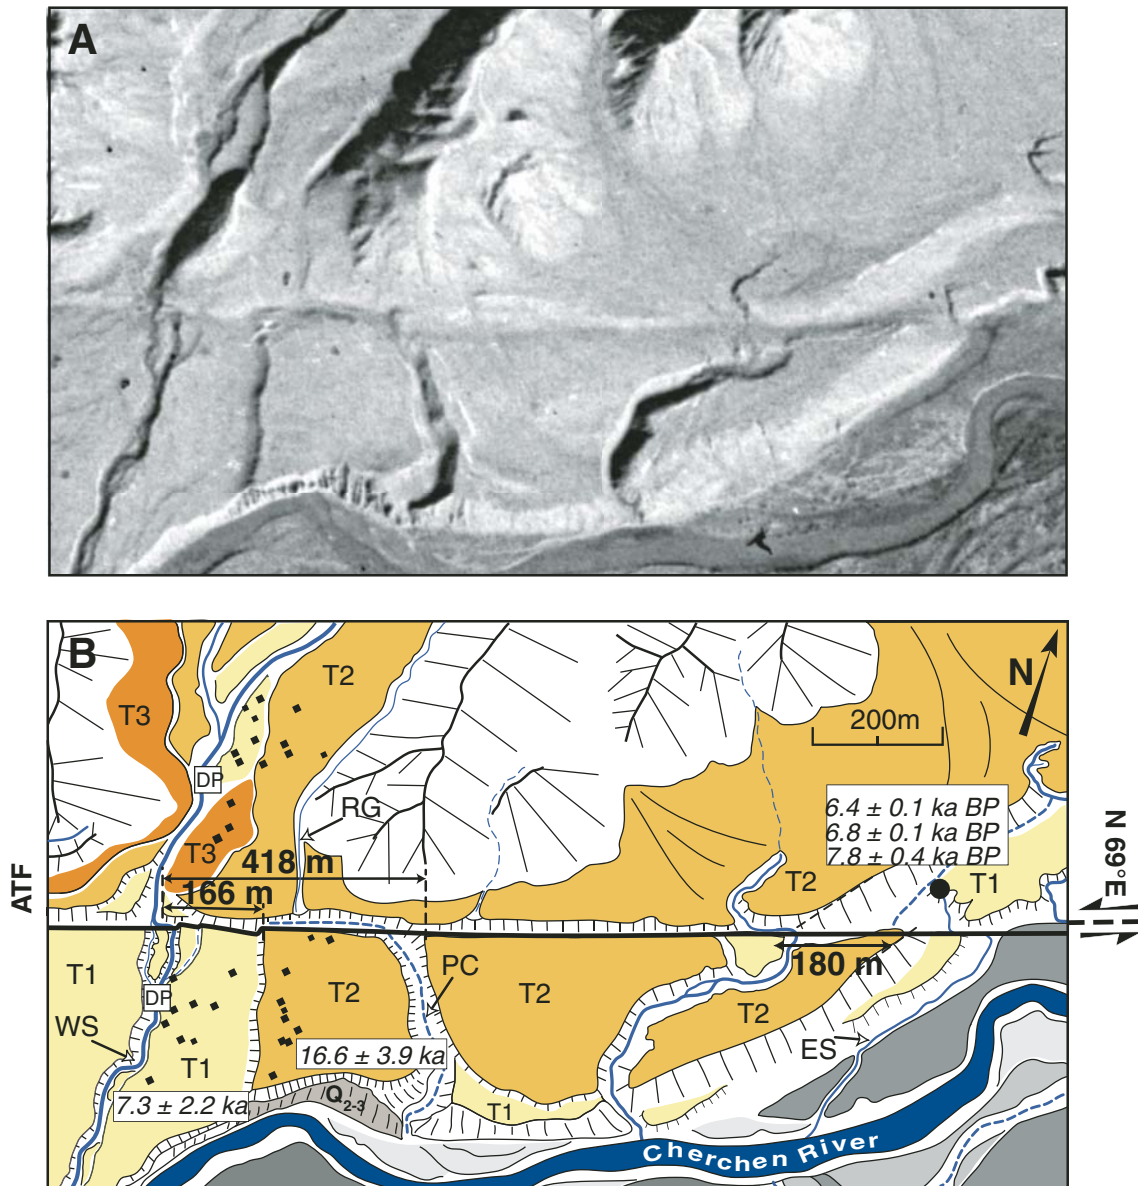 A
B
T3
T2
N
200m
DP
RG
6.4 ± 0.1 ka BP
6.8 ± 0.1 ka BP
7.8 ± 0.4 ka BP
T3
418 m
166 m
T2
T1
ATF
N 69°E
T1
DP
T2
PC
T2
180 m
T2
WS
T1
16.6 ± 3.9 ka
ES
7.3 ± 2.2 ka
Q2-3
T1
Cherchen River